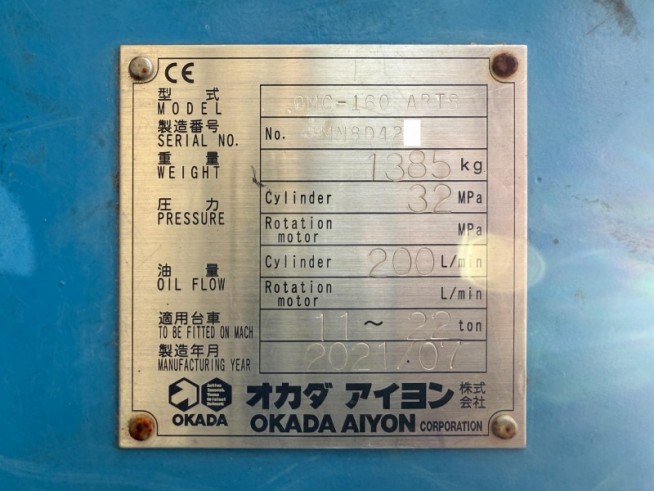 CE
型 式
MODEL
製造番号
SERIAL NO. No.
重 量
WEIGHT 1385 kg
圧 力
PRESSURE
Cylinder 32 MPa
Rotation motor MPa
油 量
OIL FLOW
Cylinder 200 L/min
Rotation motor L/min
適用台車
TO BE FITTED ON MACH 11 ~ 22 ton
製造年月
MANUFACTURING YEAR 2021/07
オカダ アイヨン 株式会社
OKADA OKADA AIYON CORPORATION